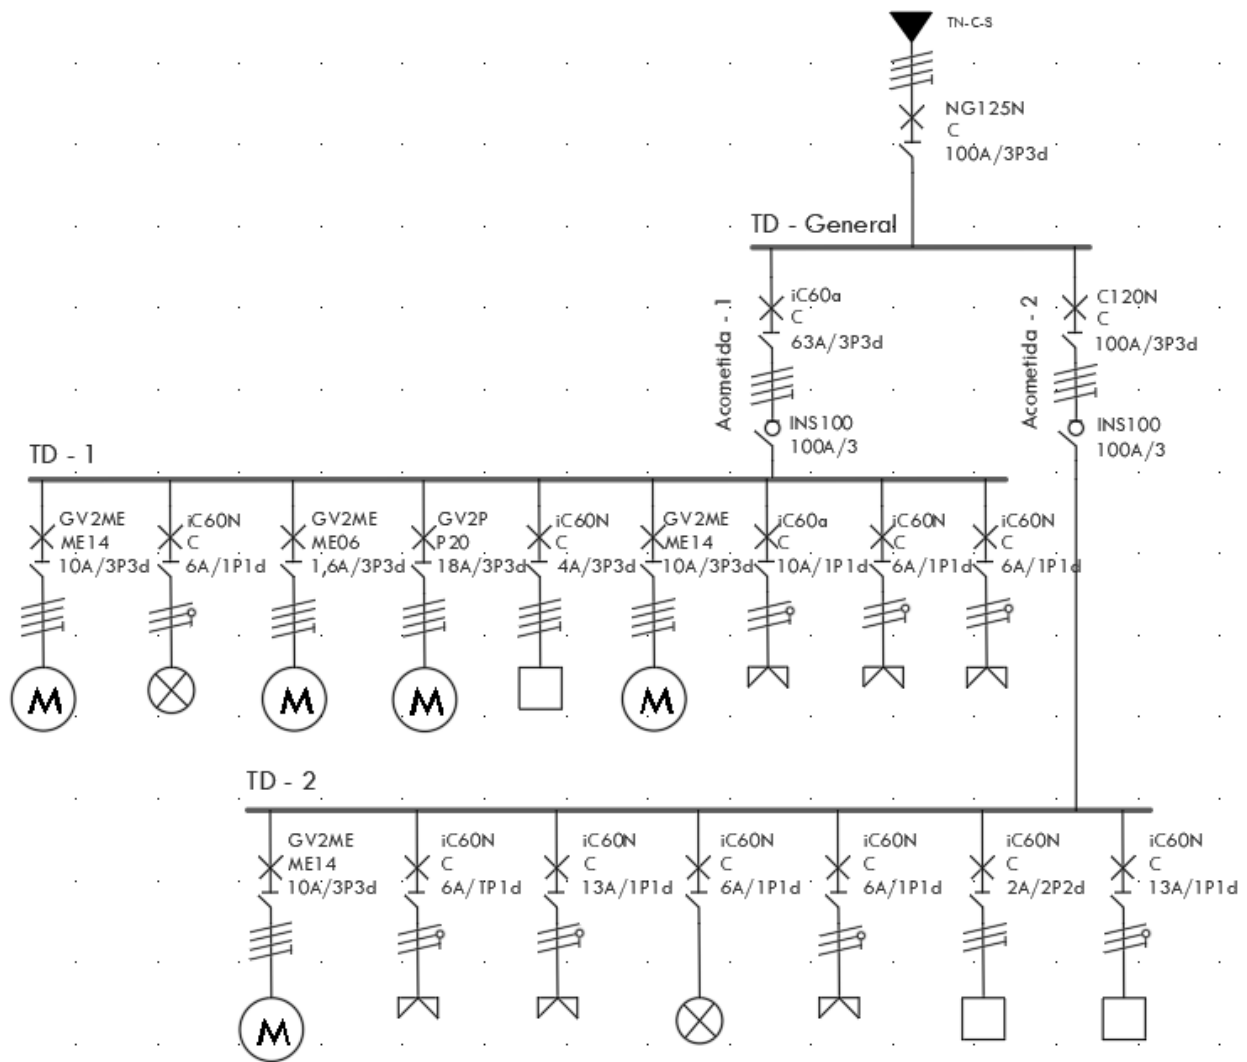 TN-C-S
NG125N
C
100A/3P3d
TD - General
Acometida - 1
iC60a
C
63A/3P3d
INS100
100A/3
Acometida - 2
C120N
C
100A/3P3d
INS100
100A/3
TD - 1
GV2ME
ME14
10A/3P3d
iC60N
C
6A/1P1d
GV2ME
ME06
1,6A/3P3d
GV2P
P20
18A/3P3d
iC60N
C
4A/3P3d
GV2ME
ME14
10A/3P3d
iC60a
C
10A/1P1d
iC60N
C
6A/1P1d
iC60N
C
6A/1P1d
M
M
M
M
TD - 2
GV2ME
ME14
10A/3P3d
iC60N
C
6A/1P1d
iC60N
C
13A/1P1d
iC60N
C
6A/1P1d
iC60N
C
6A/1P1d
iC60N
C
2A/2P2d
iC60N
C
13A/1P1d
M